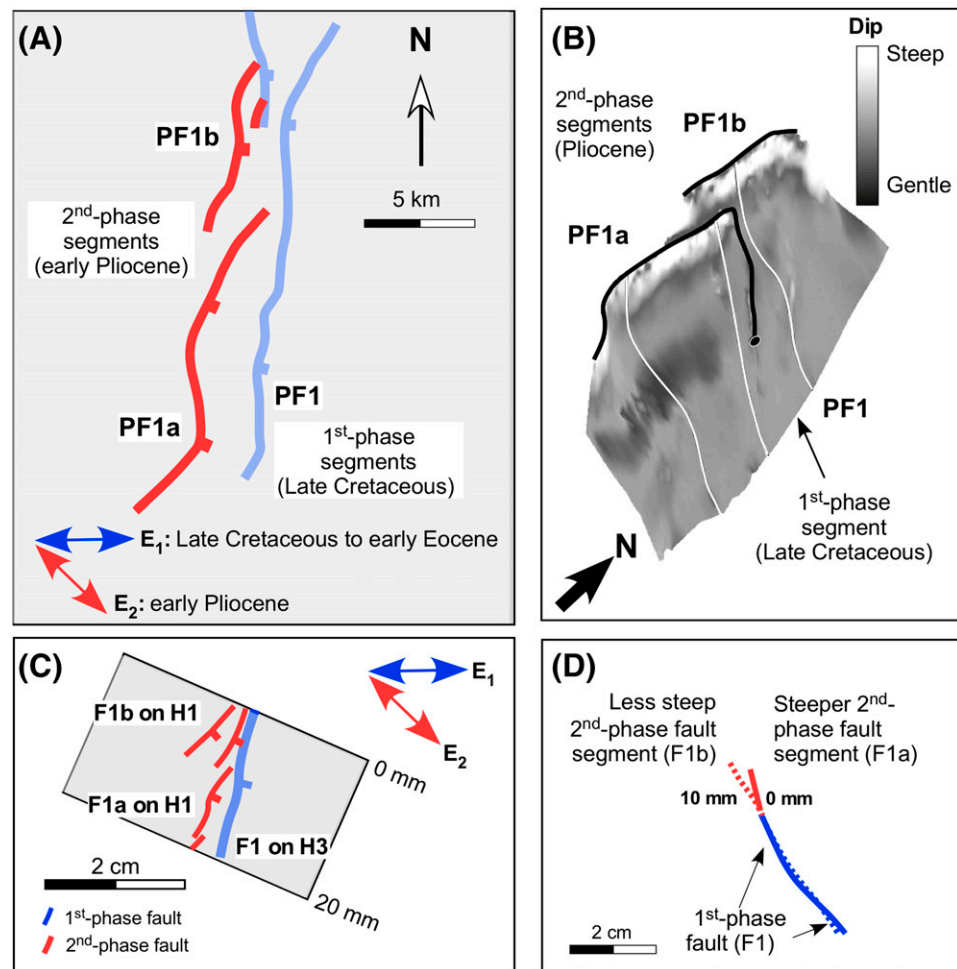 (A)
N
PF1b
5 km
2nd-phase
segments
(early Pliocene)
PF1a
PF1
1st-phase
segments
(Late Cretaceous)
E1: Late Cretaceous to early Eocene
E2: early Pliocene
(B)
Dip
Steep
Gentle
2nd-phase
segments
(Pliocene)
PF1b
PF1a
PF1
N
1st-phase
segment
(Late Cretaceous)
(C)
E1
E2
F1b on H1
0 mm
F1a on H1
F1 on H3
20 mm
2 cm
1st-phase fault
2nd-phase fault
(D)
Less steep
2nd-phase fault
segment (F1b)
Steeper 2nd-
phase fault
segment (F1a)
10 mm
0 mm
1st-phase
fault (F1)
2 cm